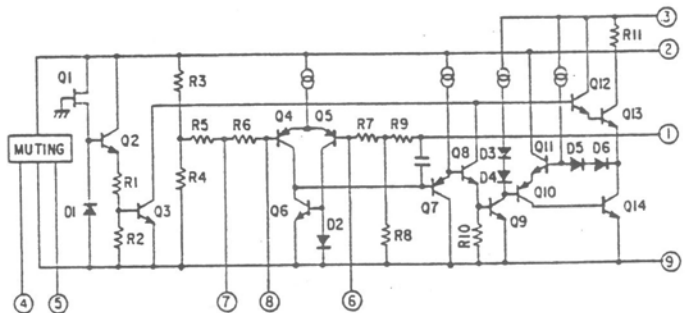 3
R11
2
Q1
R3
Q12
Q13
Q4
Q5
R5
R6
R7
R9
1
Q2
MUTING
Q8
D3
Q11
D5
D6
D4
R1
R4
Q7
Q10
D1
Q3
Q6
D2
Q9
Q14
R2
R8
R10
9
4
5
7
8
6